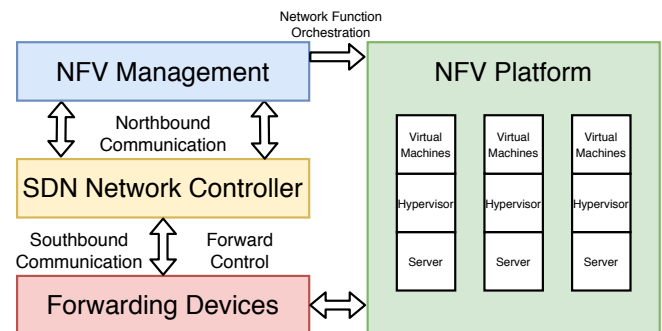 Network Function
Orchestration
NFV Management
NFV Platform
Northbound
Communication
SDN Network Controller
Southbound
Communication
Forward
Control
Forwarding Devices
Virtual
Machines
Hypervisor
Server
Virtual
Machines
Hypervisor
Server
Virtual
Machines
Hypervisor
Server